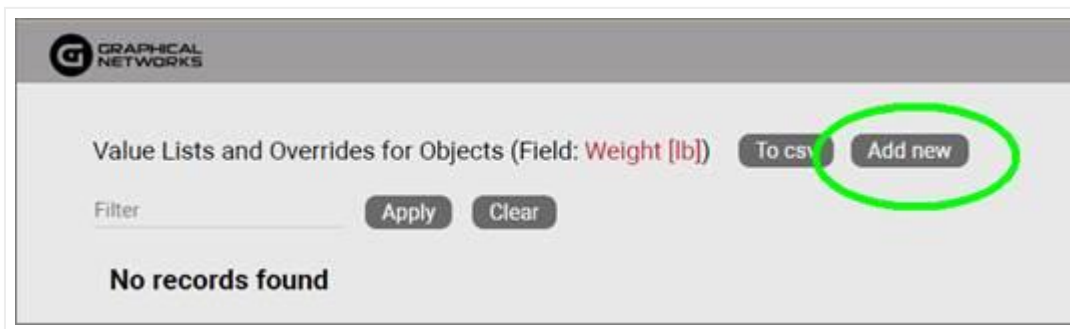 GRAPHICAL
NETWORKS
Value Lists and Overrides for Objects (Field: Weight [lb]) To csv Add new
Filter Apply Clear
No records found